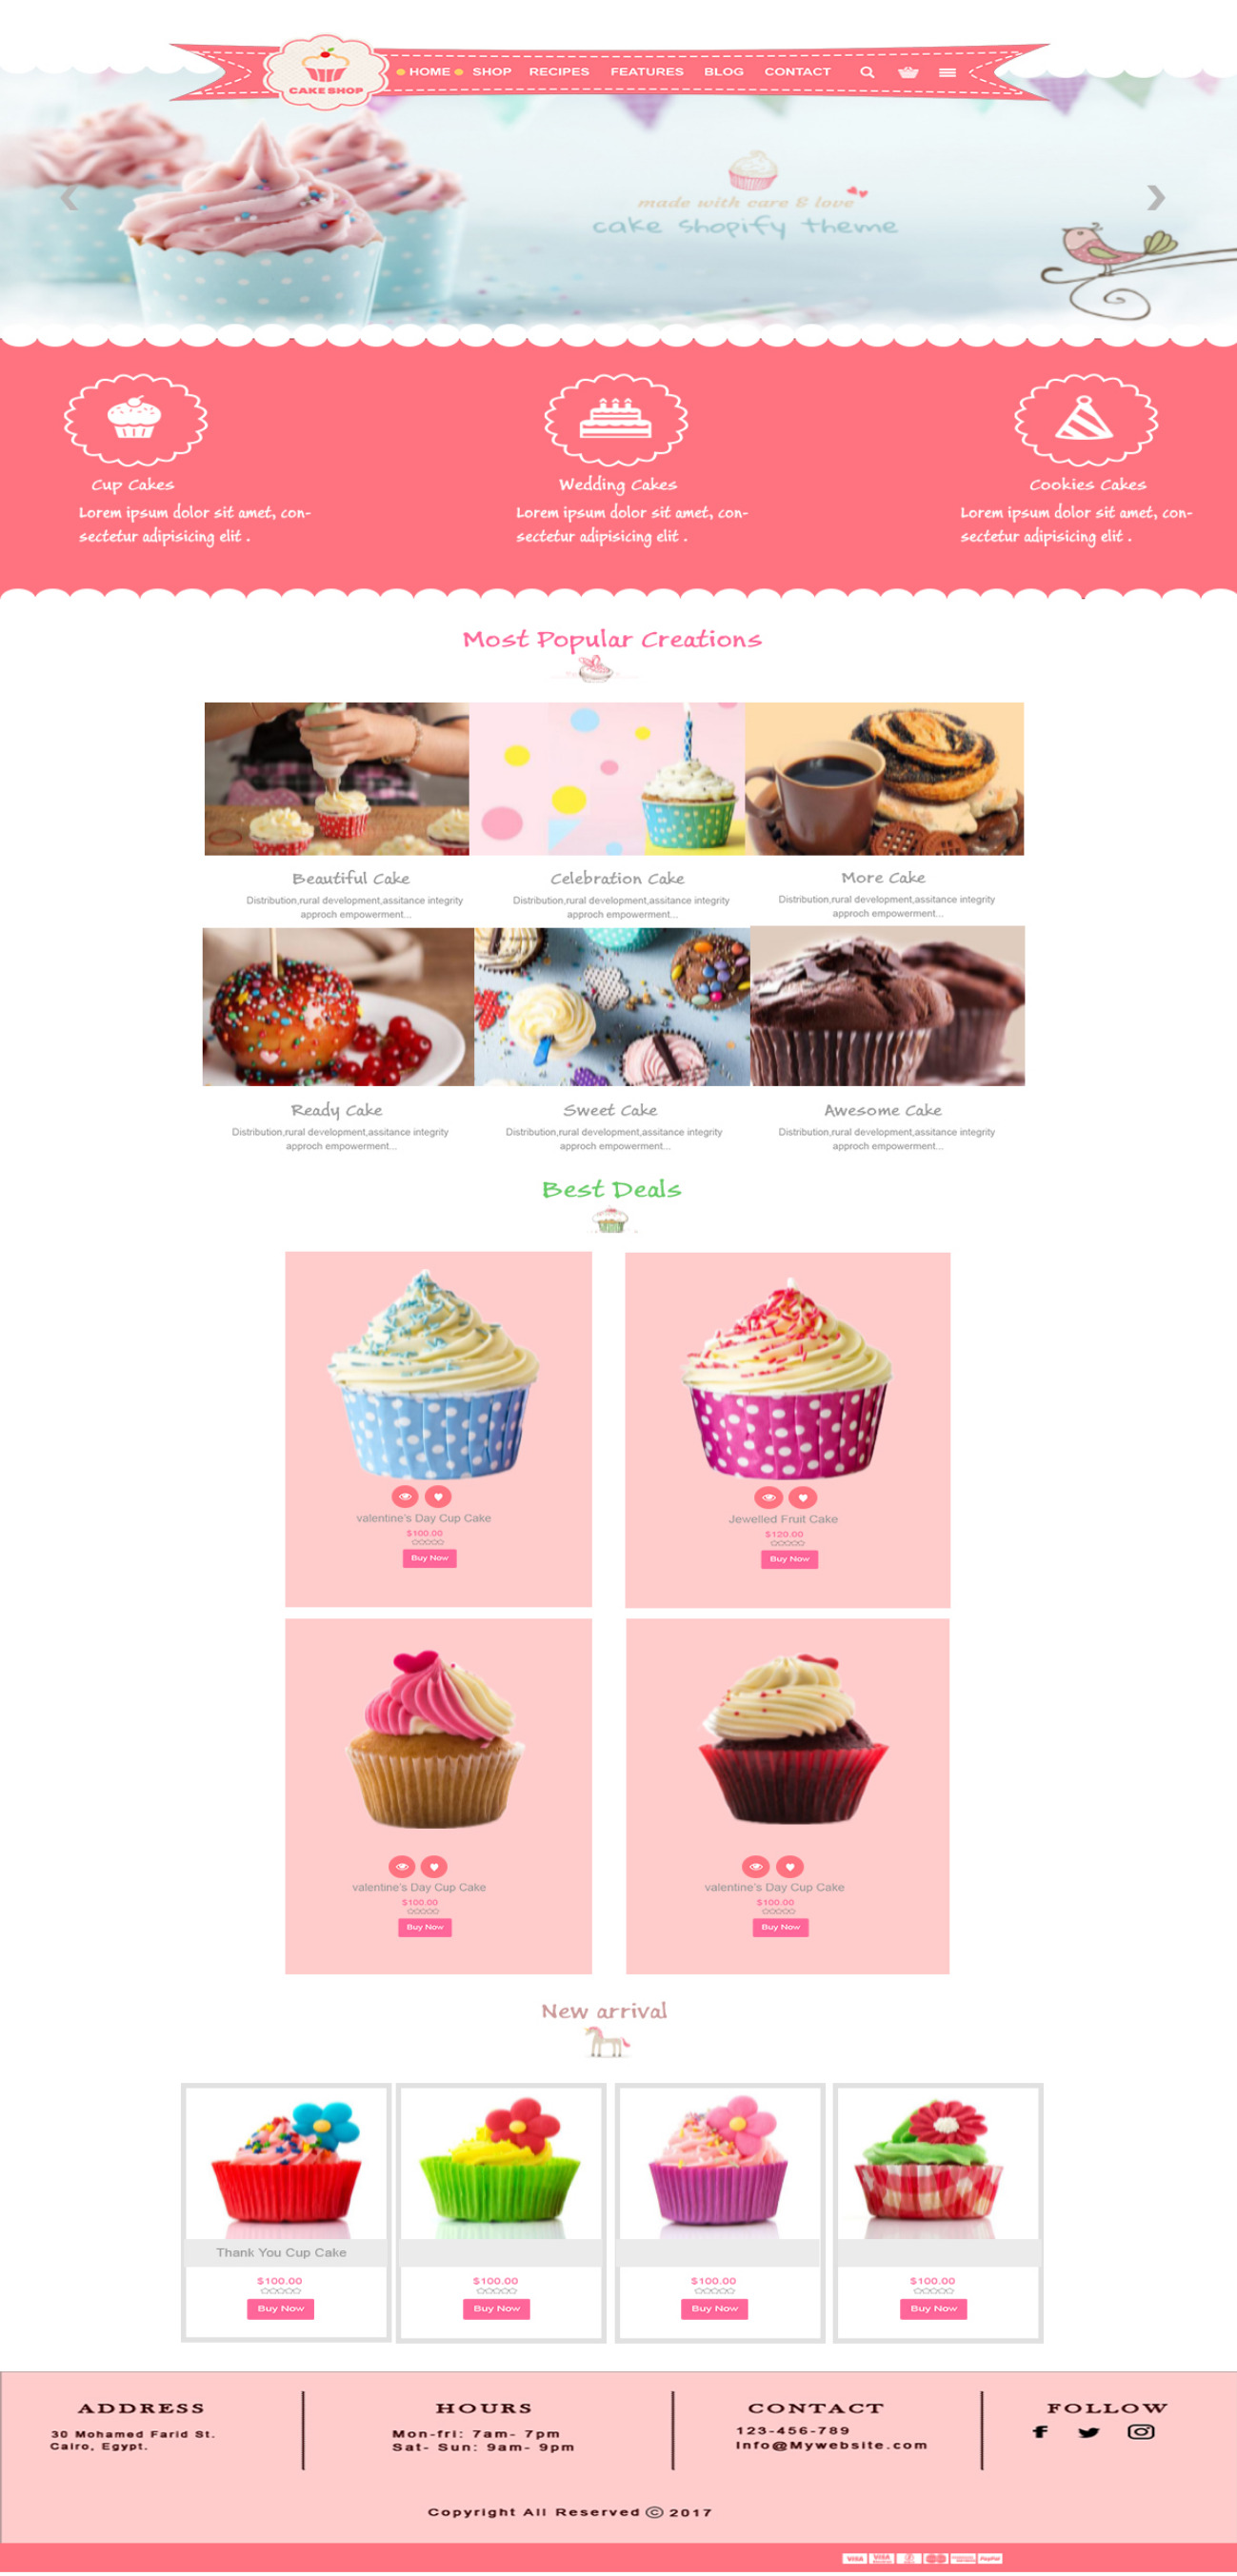 CAKE SHOP
HOME
SHOP
RECIPES
FEATURES
BLOG
CONTACT
made with care & love
cake shopify theme
Cup Cakes
Lorem ipsum dolor sit amet, con-
sectetur adipisicing elit .
Wedding Cakes
Lorem ipsum dolor sit amet, con-
sectetur adipisicing elit .
Cookies Cakes
Lorem ipsum dolor sit amet, con-
sectetur adipisicing elit .
Most Popular Creations
Beautiful Cake
Distribution,rural development,assitance integrity
approch empowerment...
Celebration Cake
Distribution,rural development,assitance integrity
approch empowerment...
More Cake
Distribution,rural development,assitance integrity
approch empowerment...
Ready Cake
Distribution,rural development,assitance integrity
approch empowerment...
Sweet Cake
Distribution,rural development,assitance integrity
approch empowerment...
Awesome Cake
Distribution,rural development,assitance integrity
approch empowerment...
Best Deals
valentine's Day Cup Cake
$100.00
Buy Now
Jewelled Fruit Cake
$120.00
Buy Now
valentine's Day Cup Cake
$100.00
Buy Now
valentine's Day Cup Cake
$100.00
Buy Now
New arrival
Thank You Cup Cake
$100.00
Buy Now
$100.00
Buy Now
$100.00
Buy Now
$100.00
Buy Now
ADDRESS
30 Mohamed Farid St.
Cairo, Egypt.
HOURS
Mon-fri: 7am- 7pm
Sat- Sun: 9am- 9pm
CONTACT
123-456-789
Info@Mywebsite.com
FOLLOW
Copyright All Reserved © 2017
VISA
VISA
PayPal